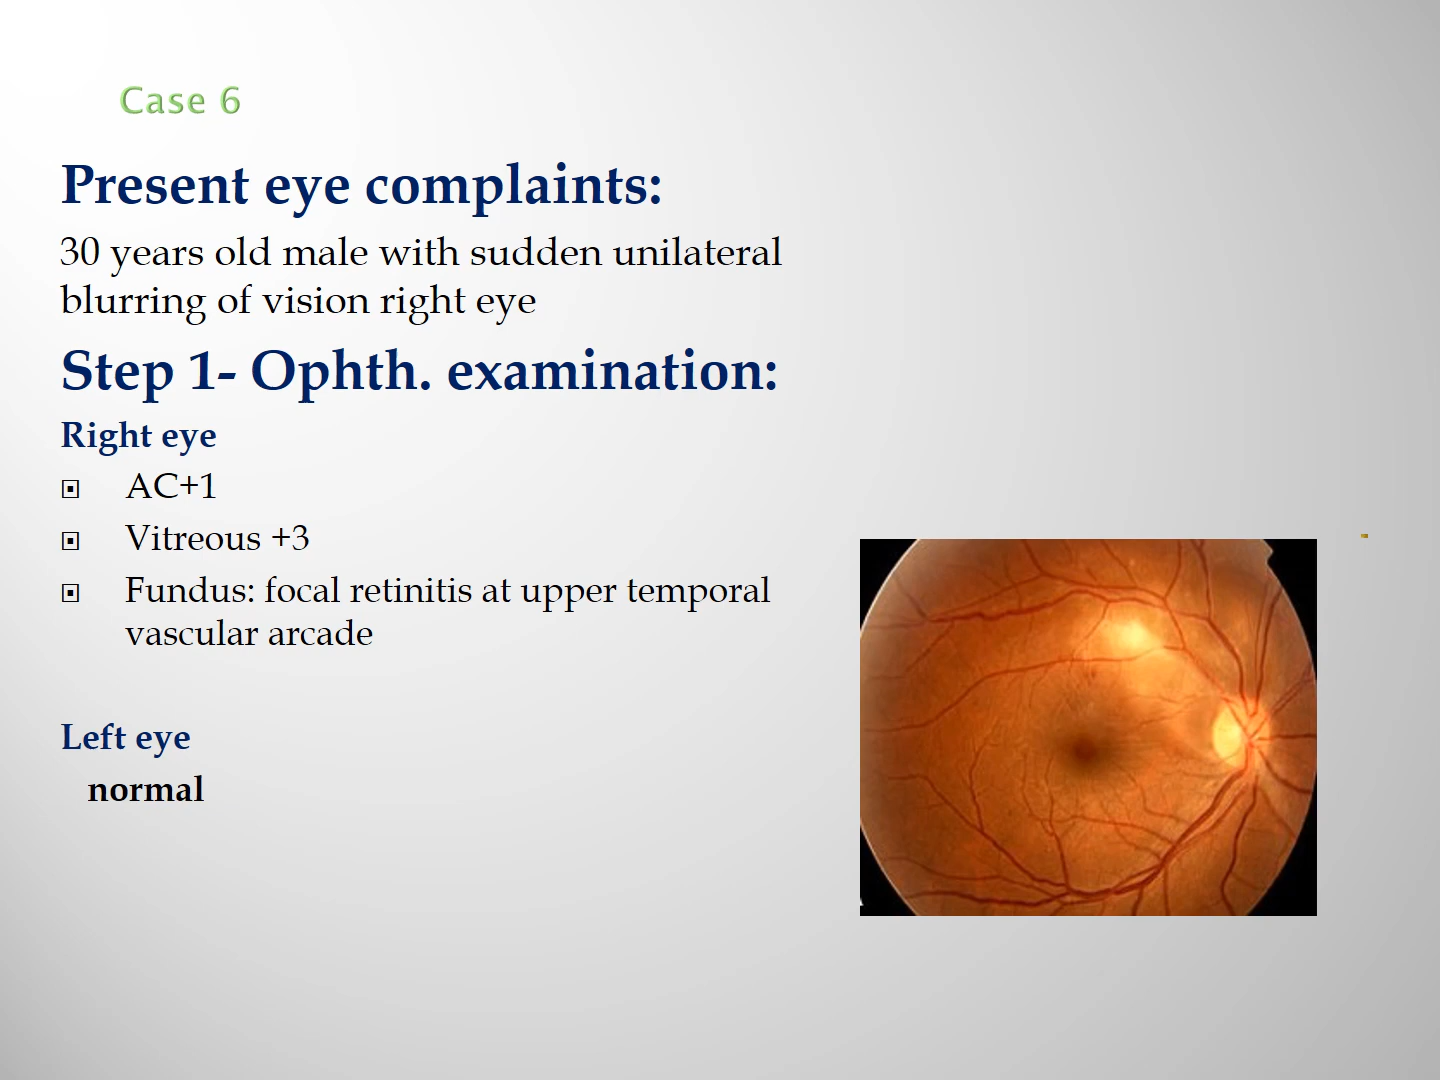 Case 6
Present eye complaints:
30 years old male with sudden unilateral
blurring of vision right eye
Step 1- Ophth. examination:
Right eye
AC+1
Vitreous +3
Fundus: focal retinitis at upper temporal
vascular arcade
Left eye
normal